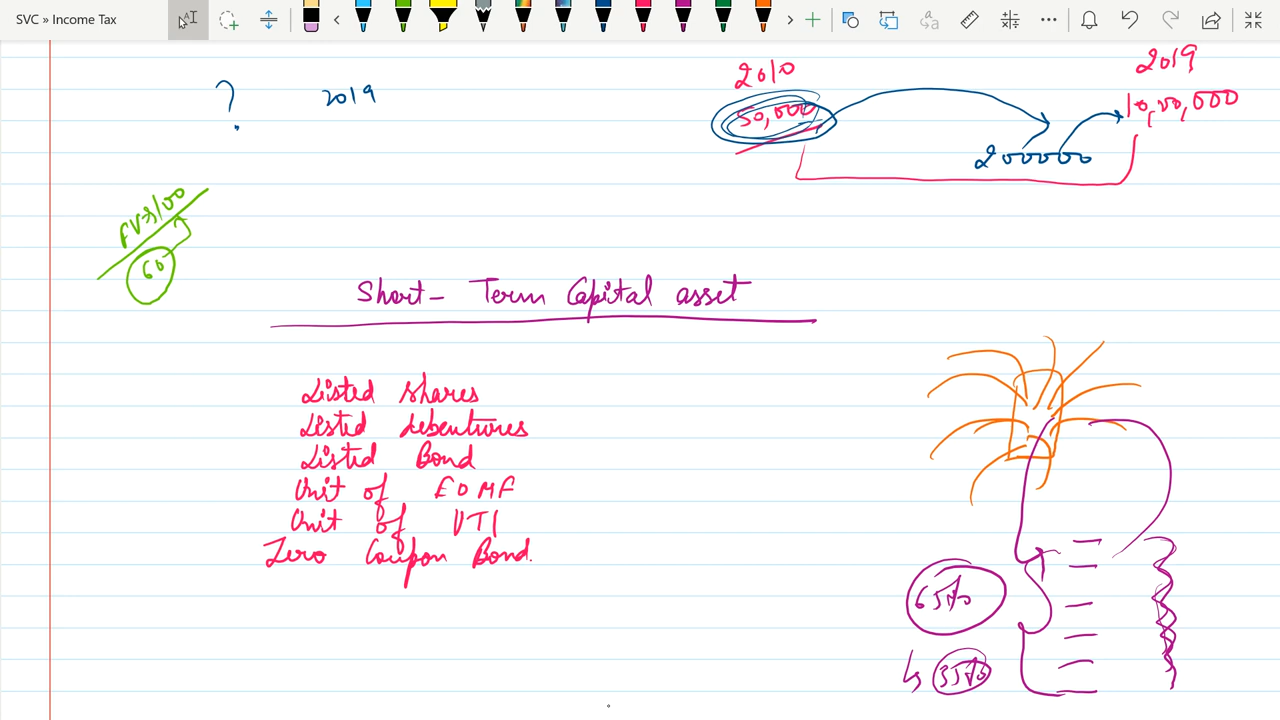 SVC » Income Tax
? 2019
2010
2019
50,000
10,00,000
2000000
FV→100
60
Short- Term Capital asset
Listed shares
Listed debentures
Listed Bond
Unit of EOMF
Unit of UTI
Zero Coupon Bond.
65%
↳ 35%